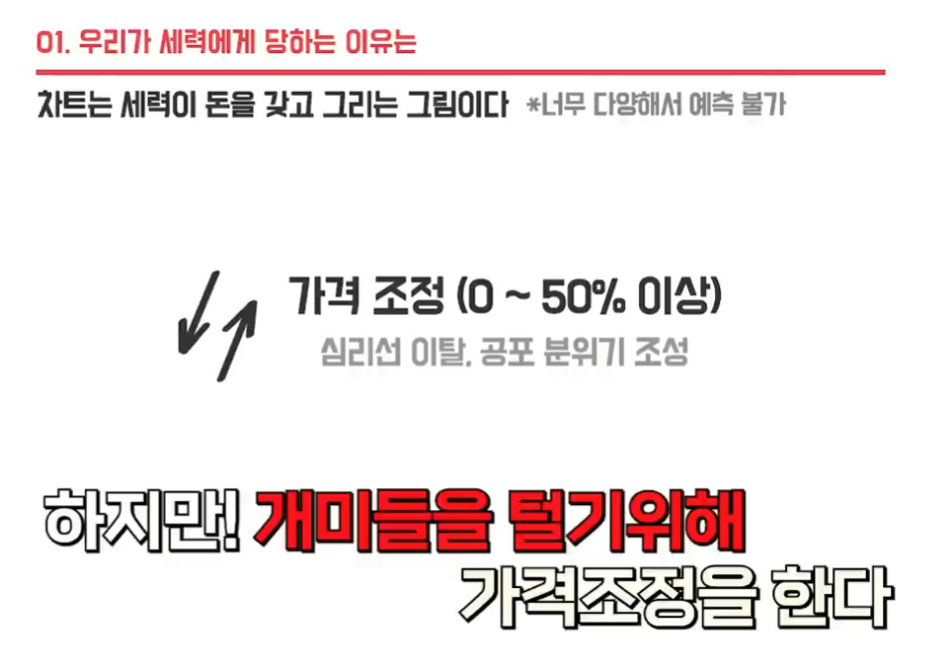 01. 우리가 세력에게 당하는 이유는
차트는 세력이 돈을 갖고 그리는 그림이다 *너무 다양해서 예측 불가
가격 조정 (0 ~ 50% 이상)
심리선 이탈, 공포 분위기 조성
하지만! 개미들을 털기위해
가격조정을 한다